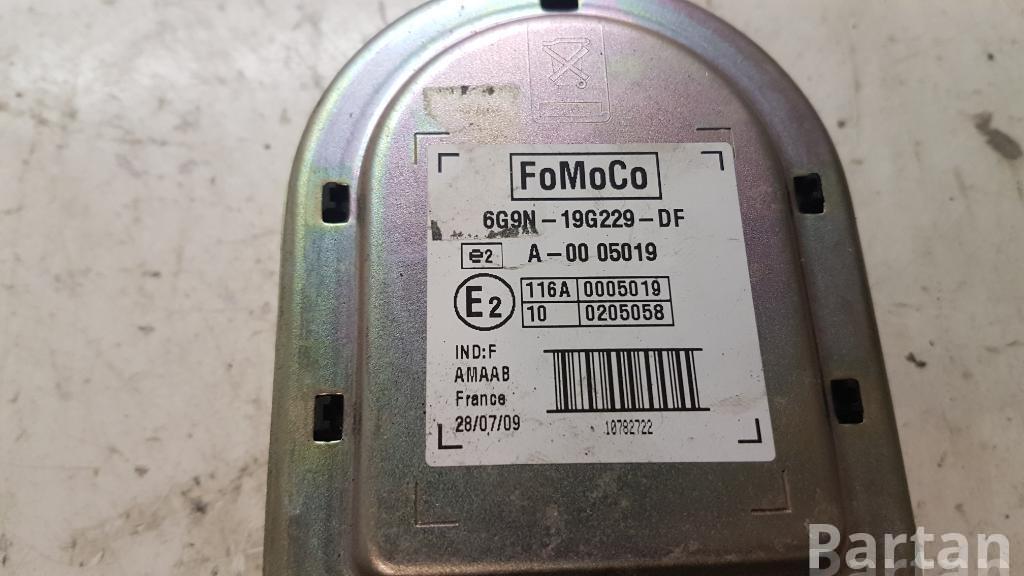 FoMoCo
6G9N-19G229-DF
e2 A-00 05019
E2 116A 0005019
10 0205058
IND:F
AMAAB
France
28/07/09
10782722
Bartan